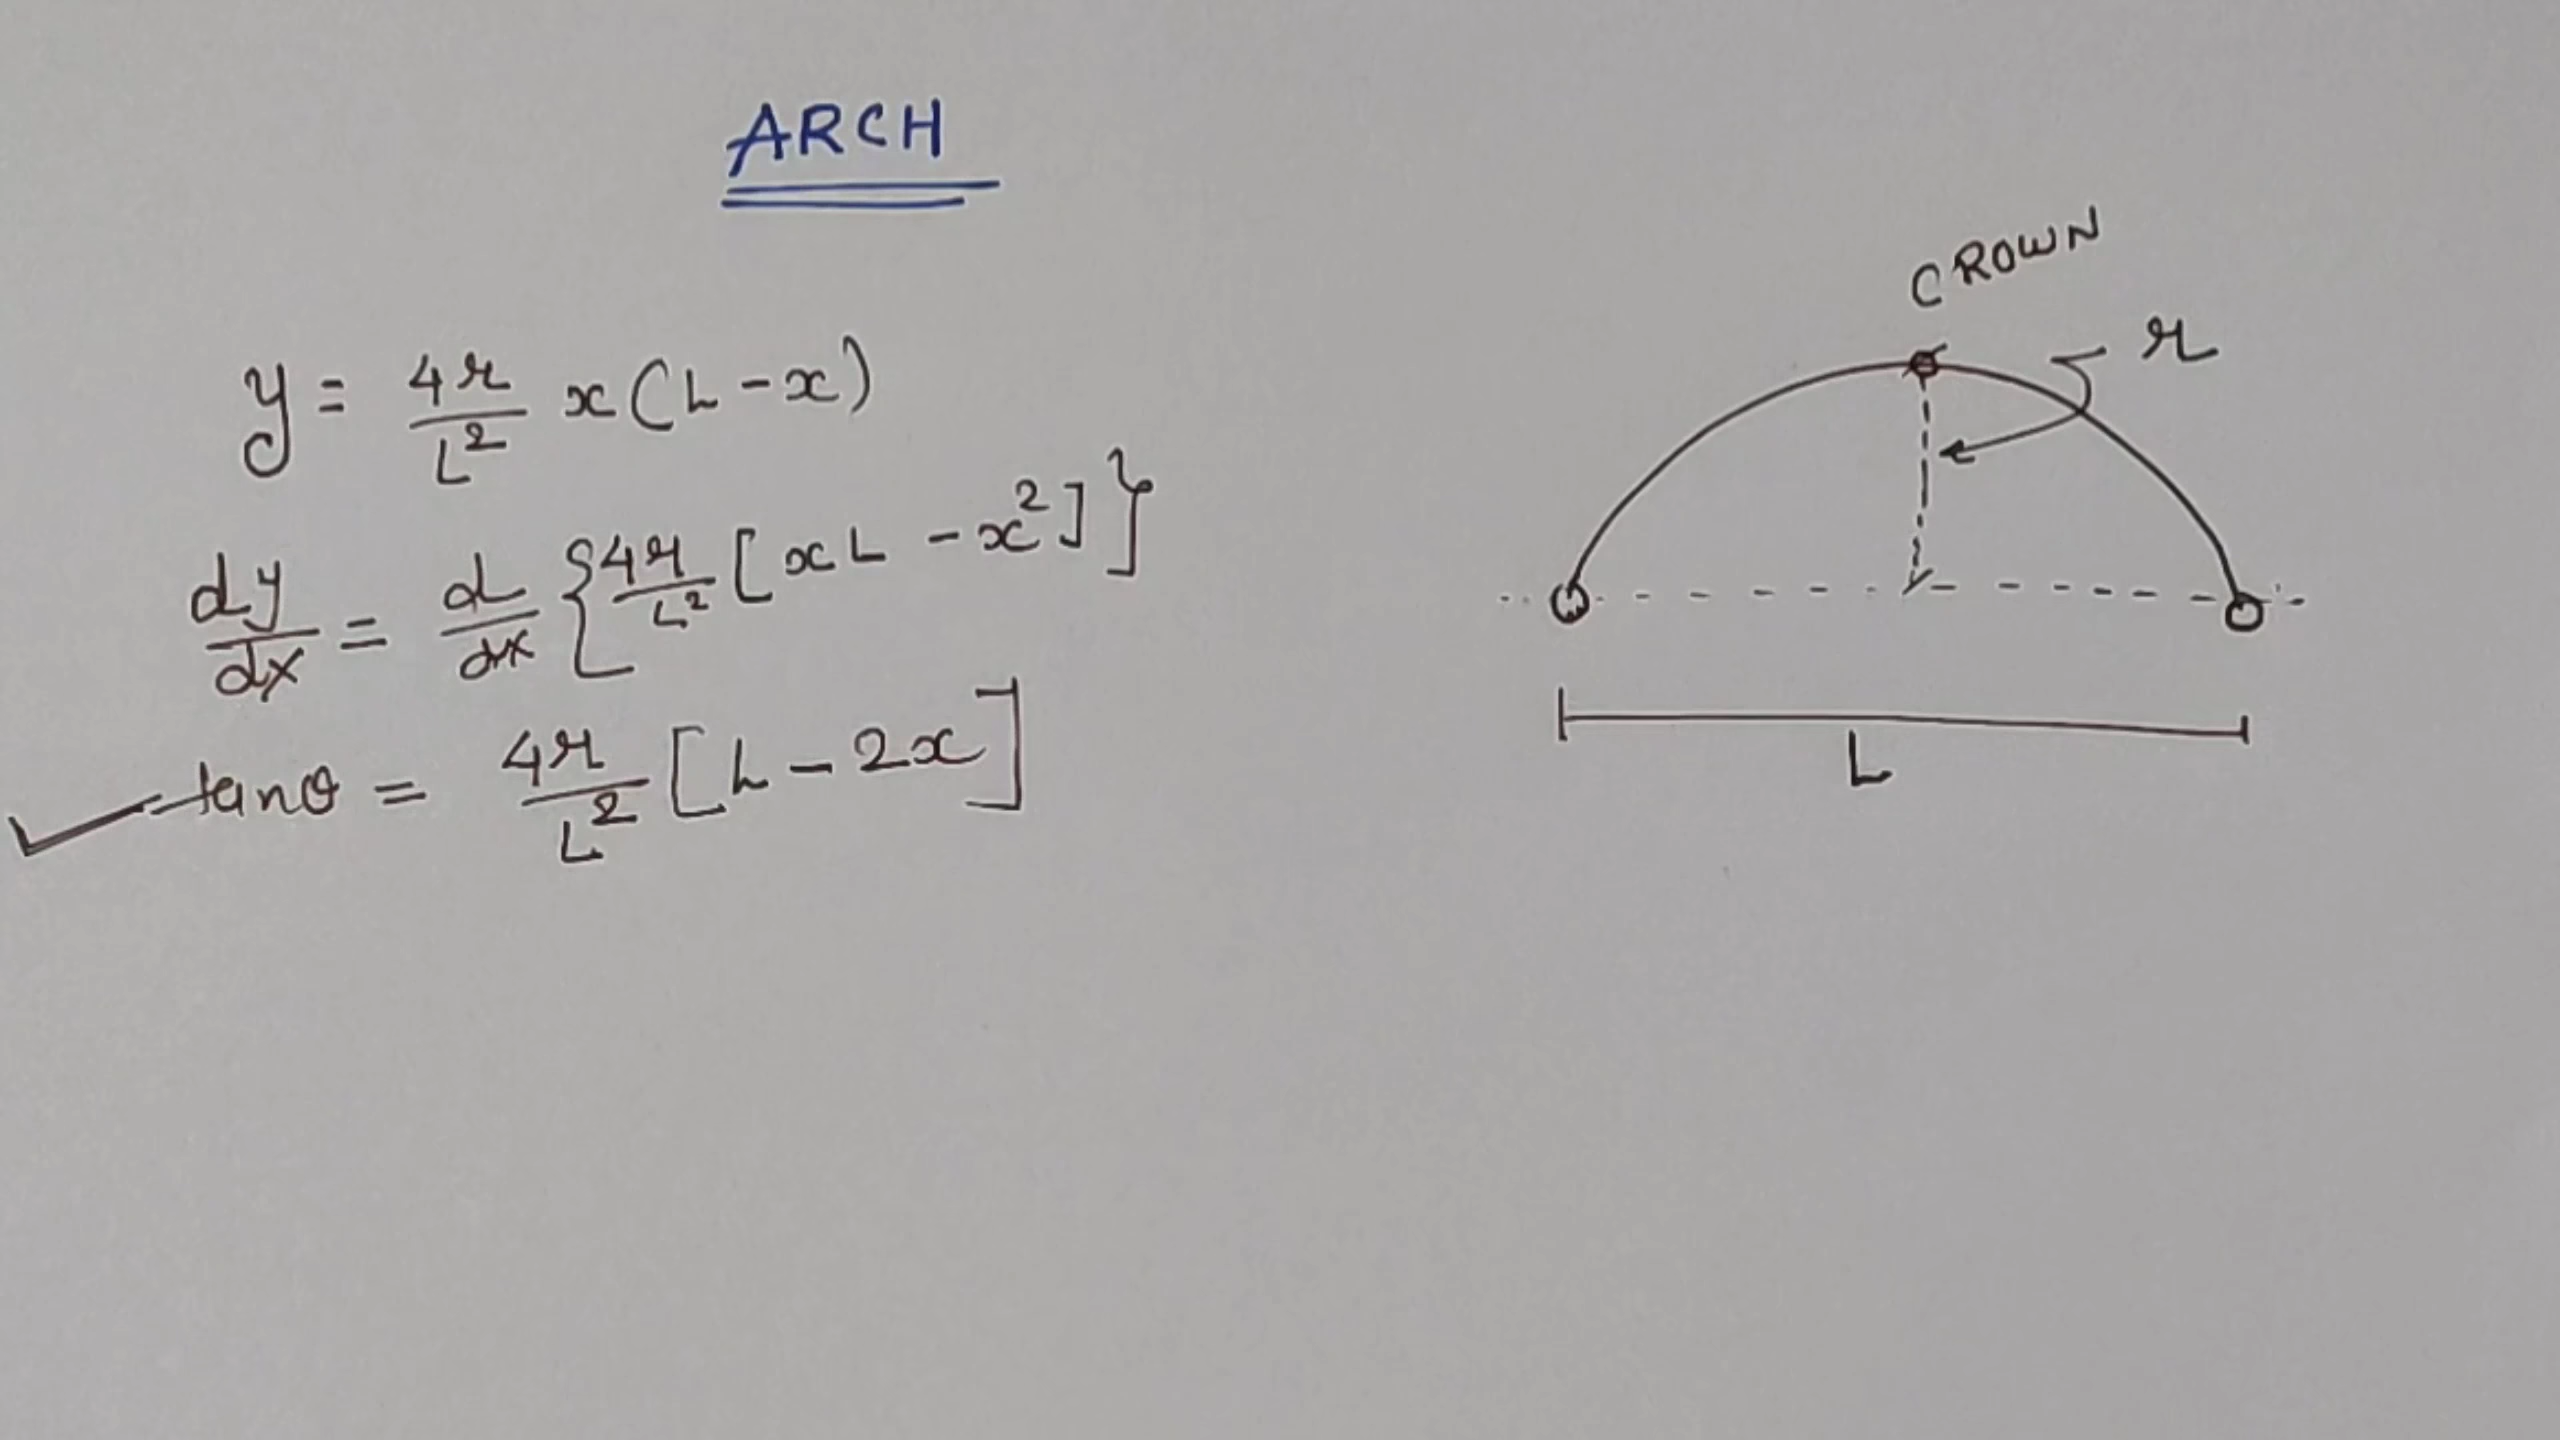 ARCH
y = 4r/L² x(L-x)
dy/dx = d/dx {4r/L² [xL - x²]}
tanθ = 4r/L² [L - 2x]
CROWN
r
L